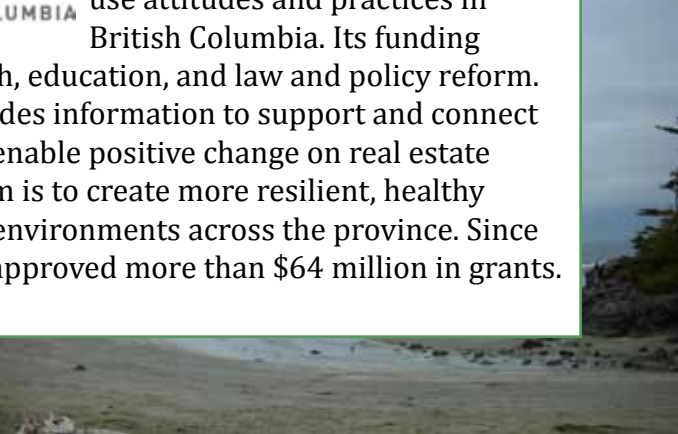 use attitudes and practices in
British Columbia. Its funding
, education, and law and policy reform.
information to support and connect
enable positive change on real estate
is to create more resilient, healthy
environments across the province. Since
approved more than $64 million in grants.